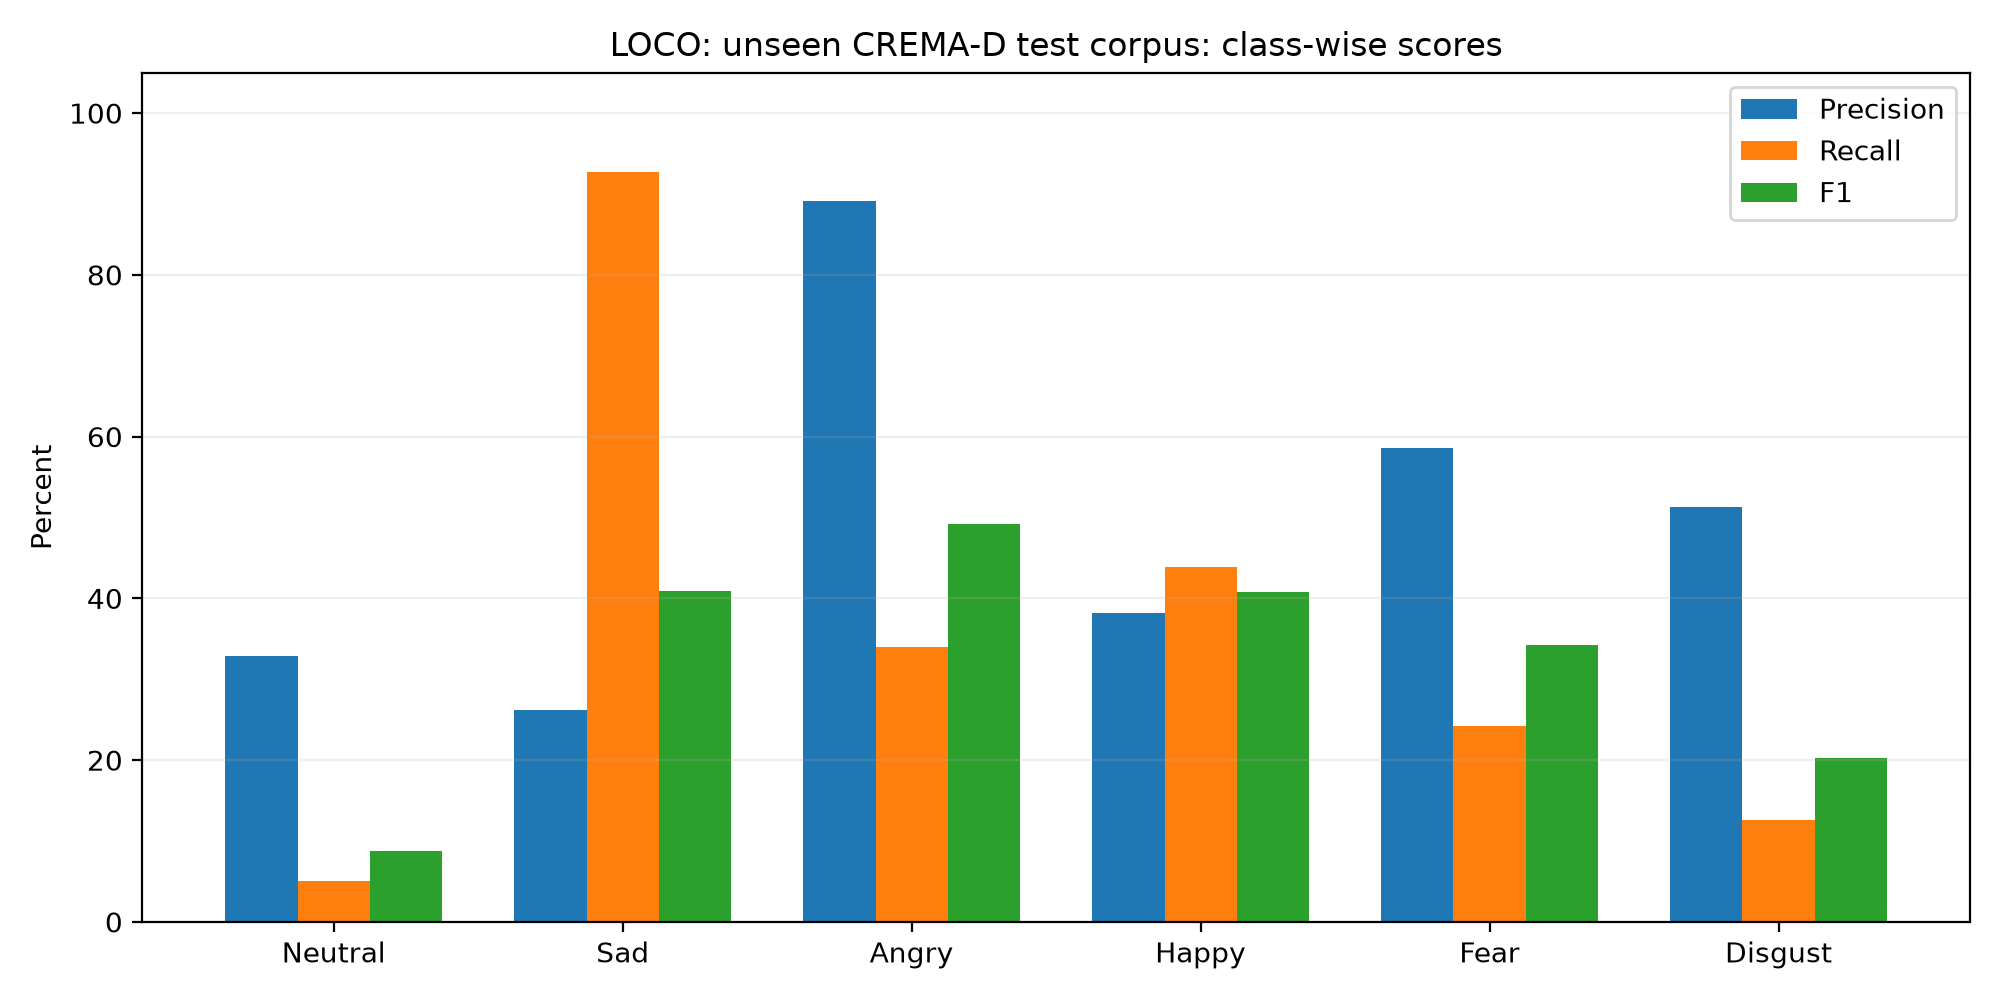 LOCO: unseen CREMA-D test corpus: class-wise scores
Precision
Recall
F1
Percent
100
80
60
40
20
0
Neutral Sad Angry Happy Fear Disgust